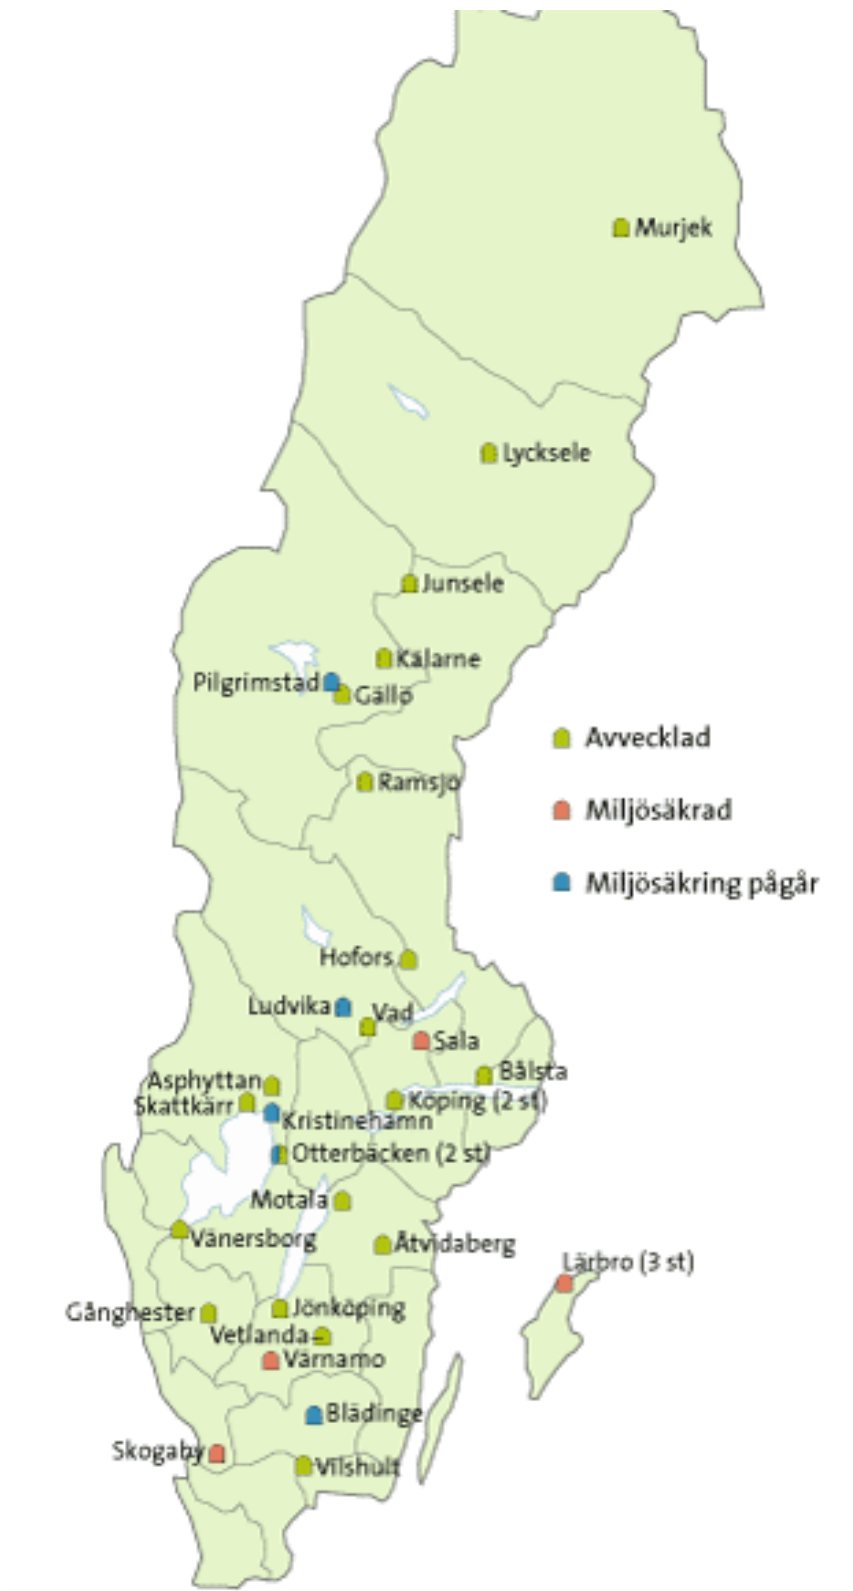 Murjek
Lycksele
Junsele
Kälarne
Pilgrimstad
Gällö
Avvecklad
Ramsjö
Miljösäkrad
Miljösäkring pågår
Hofors
Ludvika
Vad
Sala
Bålsta
Asphyttan
Köping (2 st)
Skattkärr
Kristinehamn
Otterbäcken (2 st)
Motala
Vänersborg
Åtvidaberg
Lärbro (3 st)
Jönköping
Gånghester
Vetlanda
Värnamo
Blädinge
Skogaby
Vilshult